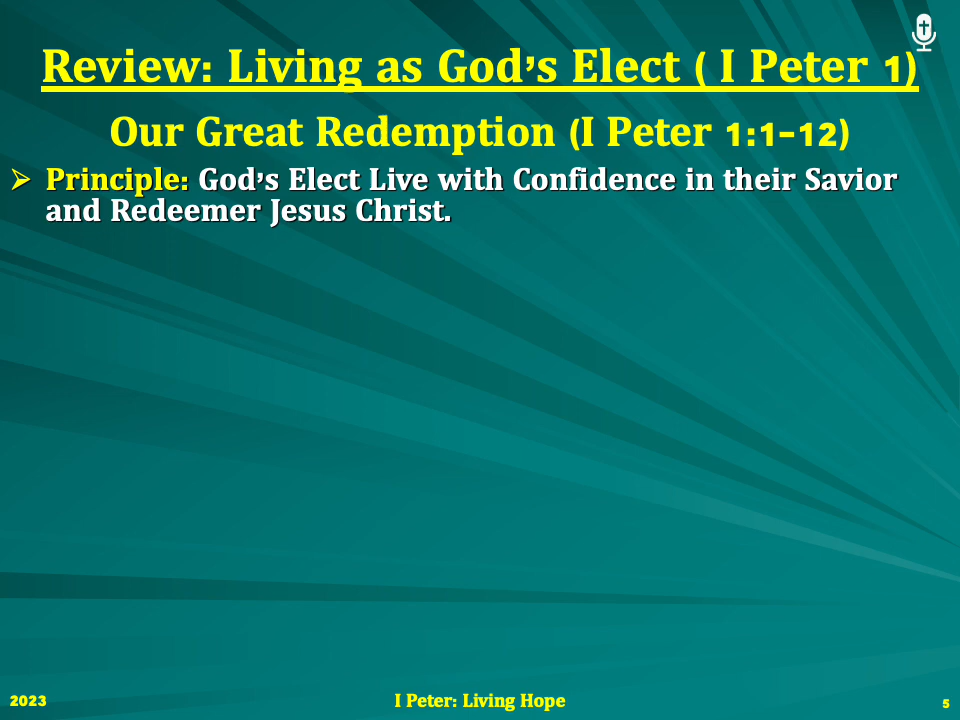 Review: Living as God's Elect ( I Peter 1)
Our Great Redemption (I Peter 1:1-12)
➢ Principle: God's Elect Live with Confidence in their Savior
and Redeemer Jesus Christ.
2023
I Peter: Living Hope
5